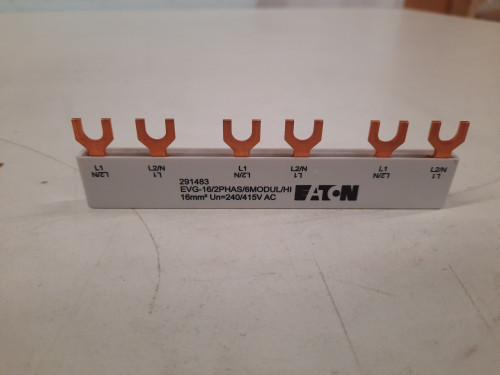 L1 L2/N L1 L2/N L1 L2/N
L2/N L1 L2/N L1 L2/N L1
291483
EVG-16/2PHAS/6MODUL/HI
16mm² Un=240/415V AC
EATON